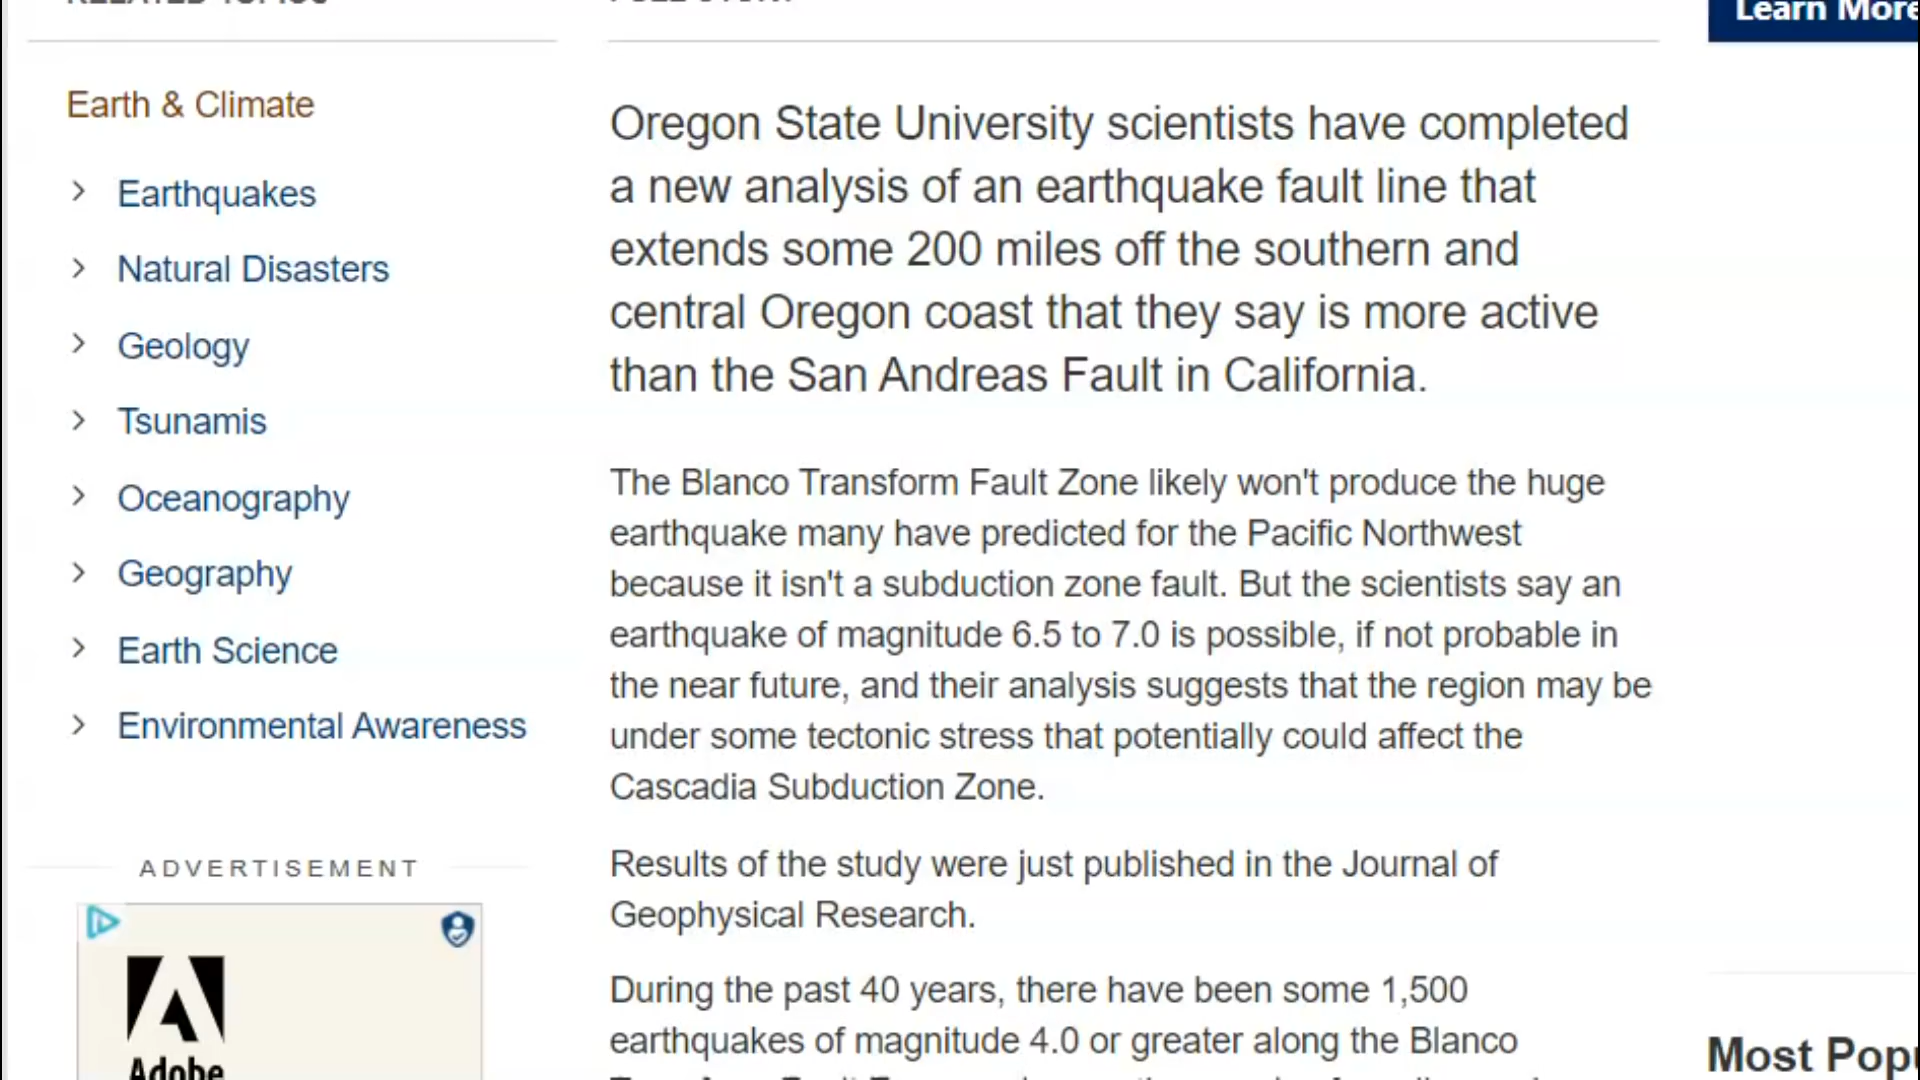 Learn More
Earth & Climate
Earthquakes
Natural Disasters
Geology
Tsunamis
Oceanography
Geography
Earth Science
Environmental Awareness
ADVERTISEMENT
Adobe
Oregon State University scientists have completed
a new analysis of an earthquake fault line that
extends some 200 miles off the southern and
central Oregon coast that they say is more active
than the San Andreas Fault in California.
The Blanco Transform Fault Zone likely won't produce the huge
earthquake many have predicted for the Pacific Northwest
because it isn't a subduction zone fault. But the scientists say an
earthquake of magnitude 6.5 to 7.0 is possible, if not probable in
the near future, and their analysis suggests that the region may be
under some tectonic stress that potentially could affect the
Cascadia Subduction Zone.
Results of the study were just published in the Journal of
Geophysical Research.
During the past 40 years, there have been some 1,500
earthquakes of magnitude 4.0 or greater along the Blanco
Most Popu